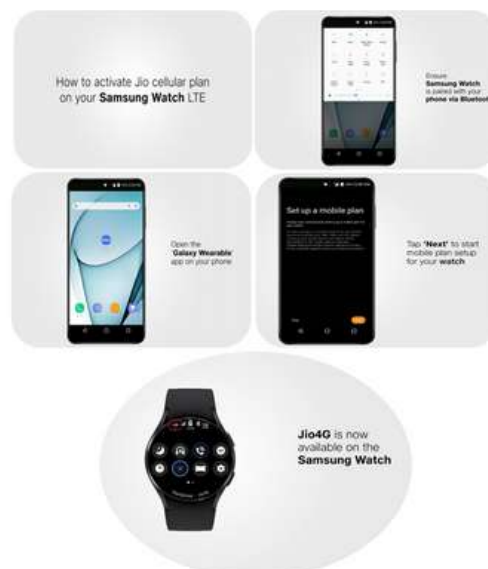 How to activate Jio cellular plan
on your Samsung Watch LTE
Ensure
Samsung Watch
is paired with your
phone via Bluetooth
Open the
'Galaxy Wearable'
app on your phone
Set up a mobile plan
Tap 'Next' to start
mobile plan setup
for your watch
Jio4G is now
available on the
Samsung Watch